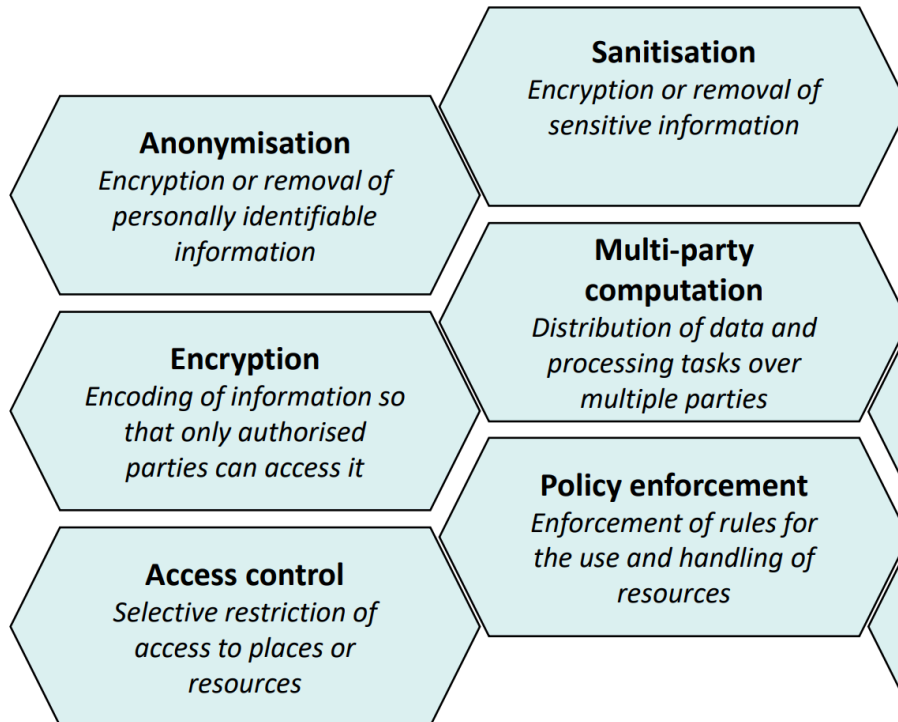 Sanitisation
Encryption or removal of
sensitive information
Anonymisation
Encryption or removal of
personally identifiable
information
Multi-party
computation
Distribution of data and
processing tasks over
multiple parties
Encryption
Encoding of information so
that only authorised
parties can access it
Policy enforcement
Enforcement of rules for
the use and handling of
resources
Access control
Selective restriction of
access to places or
resources